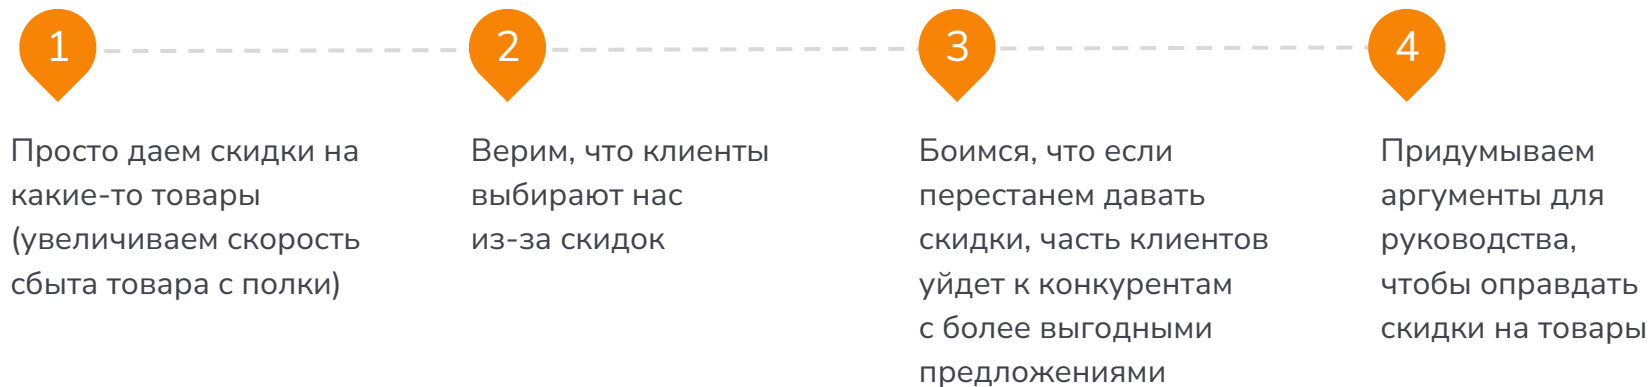 1
Просто даем скидки на
какие-то товары
(увеличиваем скорость
сбыта товара с полки)
2
Верим, что клиенты
выбирают нас
из-за скидок
3
Боимся, что если
перестанем давать
скидки, часть клиентов
уйдет к конкурентам
с более выгодными
предложениями
4
Придумываем
аргументы для
руководства,
чтобы оправдать
скидки на товары